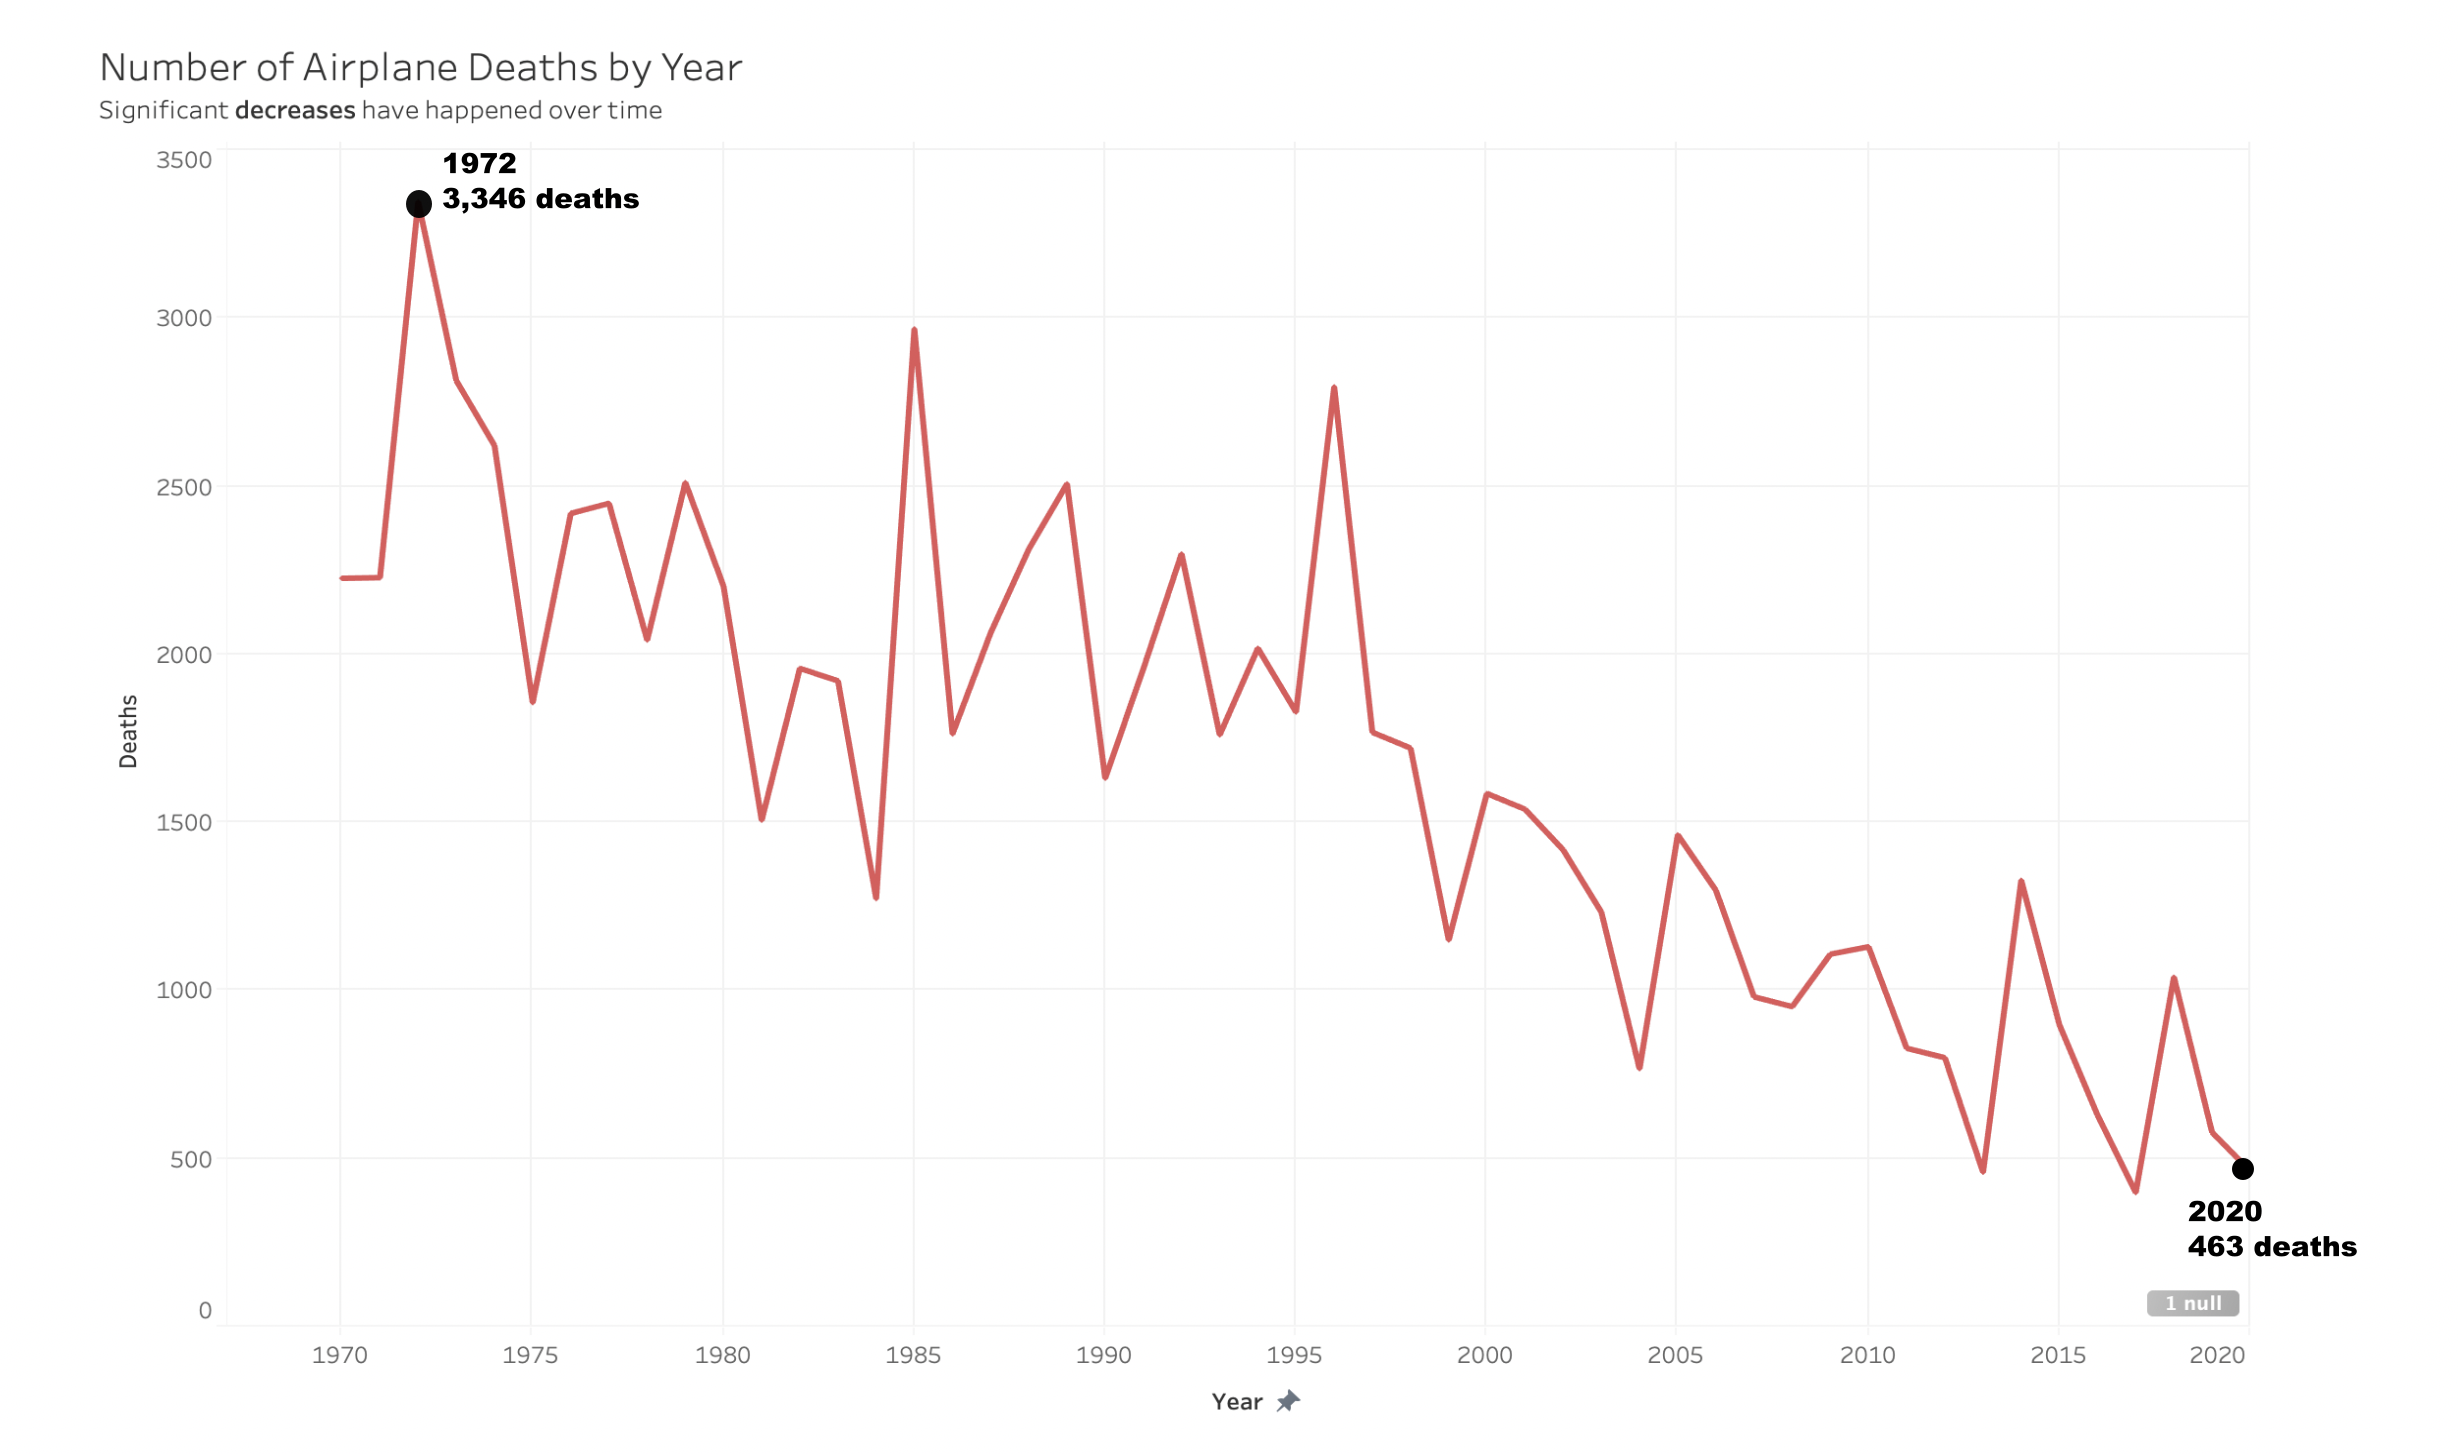 Number of Airplane Deaths by Year
Significant decreases have happened over time
3500
1972
3,346 deaths
3000
2500
2000
Deaths
1500
1000
500
2020
463 deaths
0
1 null
1970 1975 1980 1985 1990 1995 2000 2005 2010 2015 2020
Year